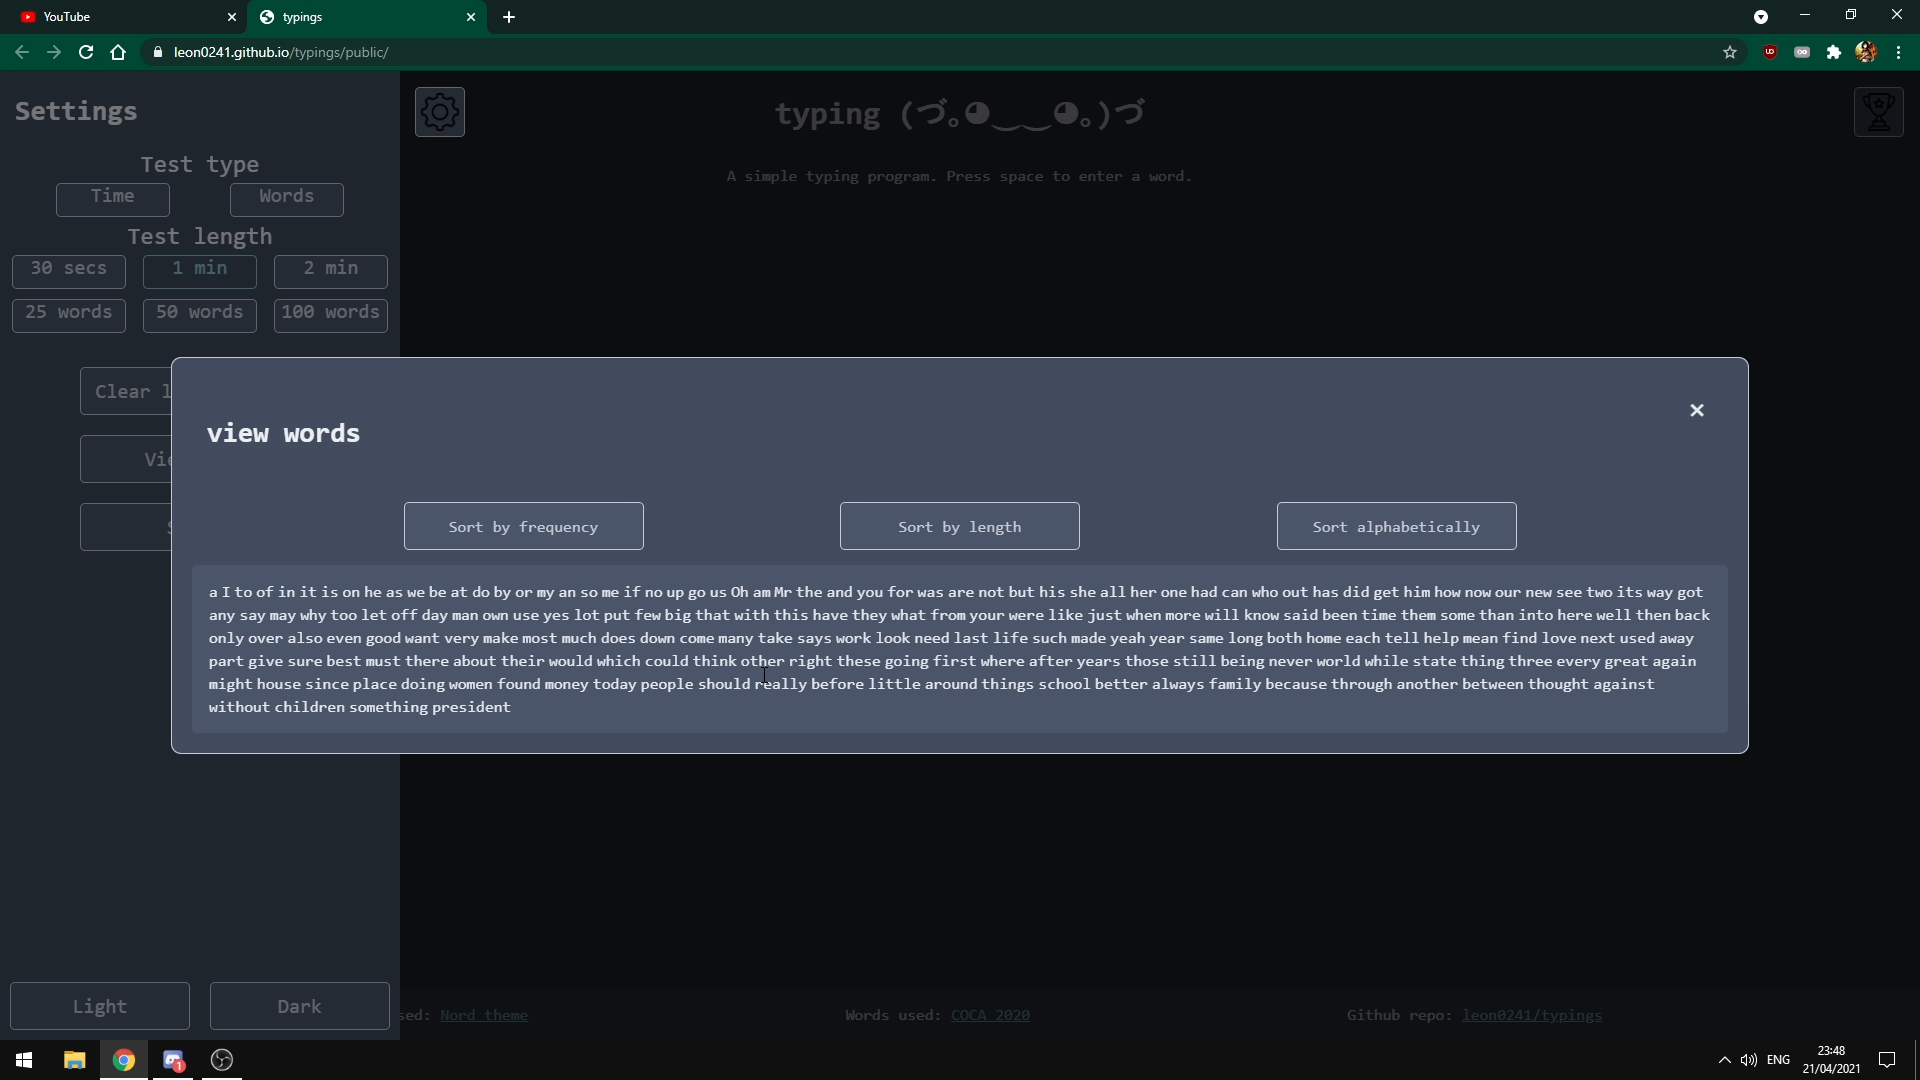 YouTube
typings
leon0241.github.io/typings/public/
Settings
typing (づ｡◕‿‿◕｡)づ
A simple typing program. Press space to enter a word.
Test type
Time
Words
Test length
30 secs
1 min
2 min
25 words
50 words
100 words
Clear l
Vie
S
view words
×
Sort by frequency
Sort by length
Sort alphabetically
a I to of in it is on he as we be at do by or my an so me if no up go us Oh am Mr the and you for was are not but his she all her one had can who out has did get him how now our new see two its way got
any say may why too let off day man own use yes lot put few big that with this have they what from your were like just when more will know said been time them some than into here well then back
only over also even good want very make most much does down come many take says work look need last life such made yeah year same long both home each tell help mean find love next used away
part give sure best must there about their would which could think other right these going first where after years those still being never world while state thing three every great again
might house since place doing women found money today people should really before little around things school better always family because through another between thought against
without children something president
Light
Dark
sed: Nord theme
Words used: COCA 2020
Github repo: leon0241/typings
1
ENG
23:48
21/04/2021